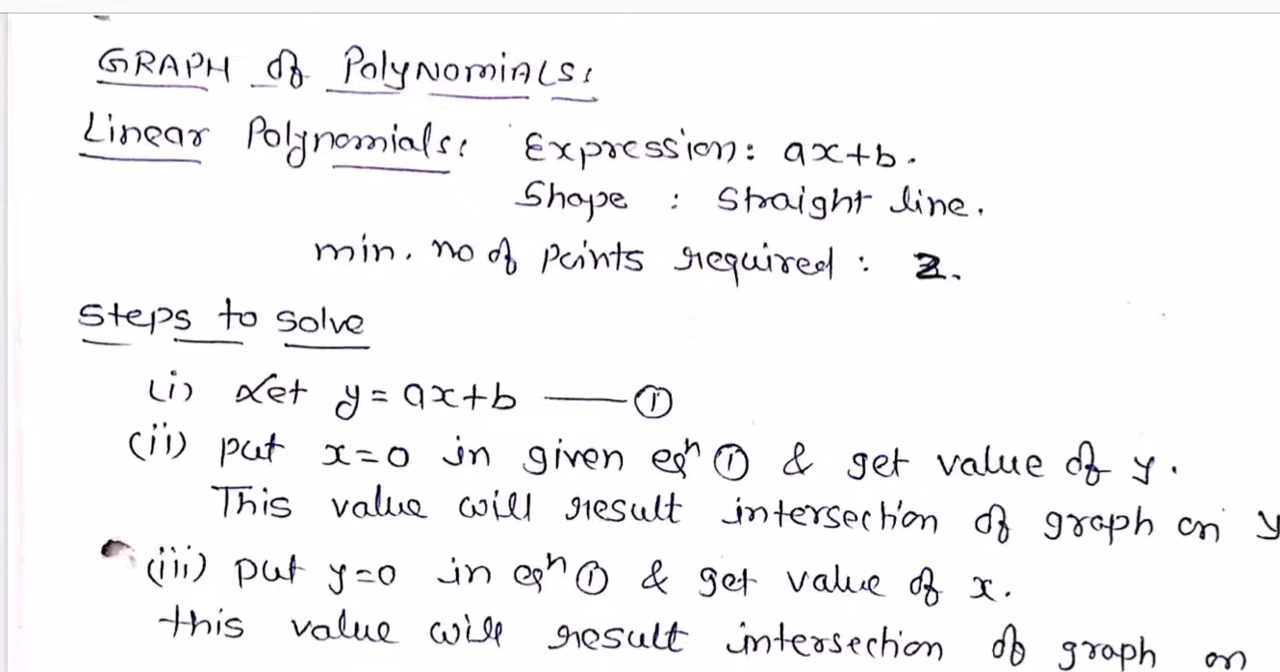 GRAPH of PolyNomiALS:
Linear Polynomials: Expression: ax+b.
Shape : Straight line.
min. no of points required : 2.
Steps to solve
(i) Let y = ax+b —— ①
(ii) put x=0 in given eqⁿ ① & get value of y.
This value will result intersection of graph on y
(iii) put y=0 in eqⁿ ① & get value of x.
this value will result intersection of graph on